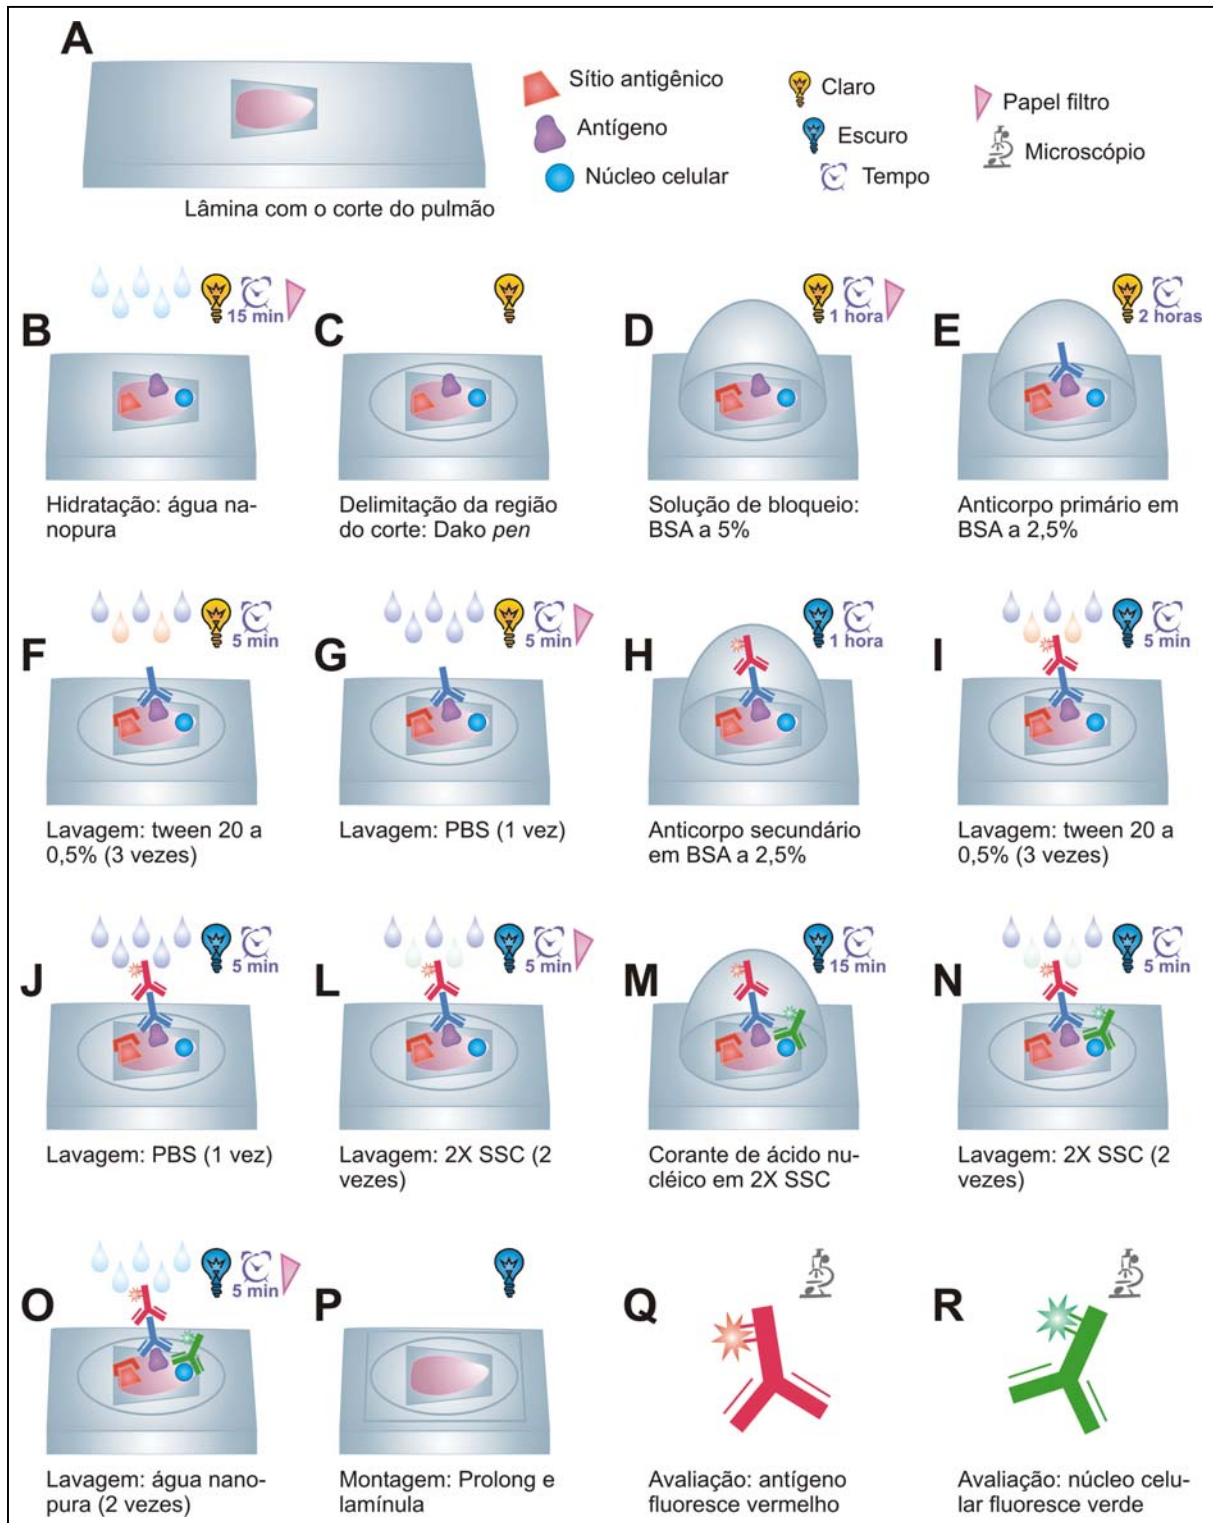 A
Sítio antigênico
Antígeno
Núcleo celular
Claro
Escuro
Tempo
Papel filtro
Microscópio
Lâmina com o corte do pulmão
B
15 min
C
D
1 hora
E
2 horas
Hidratação: água na-
nopura
Delimitação da região
do corte: Dako pen
Solução de bloqueio:
BSA a 5%
Anticorpo primário em
BSA a 2,5%
F
5 min
G
5 min
H
1 hora
I
5 min
Lavagem: tween 20 a
0,5% (3 vezes)
Lavagem: PBS (1 vez)
Anticorpo secundário
em BSA a 2,5%
Lavagem: tween 20 a
0,5% (3 vezes)
J
5 min
L
5 min
M
15 min
N
5 min
Lavagem: PBS (1 vez)
Lavagem: 2X SSC (2
vezes)
Corante de ácido nu-
cléico em 2X SSC
Lavagem: 2X SSC (2
vezes)
O
5 min
P
Q
R
Lavagem: água nano-
pura (2 vezes)
Montagem: Prolong e
lamínula
Avaliação: antígeno
fluoresce vermelho
Avaliação: núcleo celu-
lar fluoresce verde